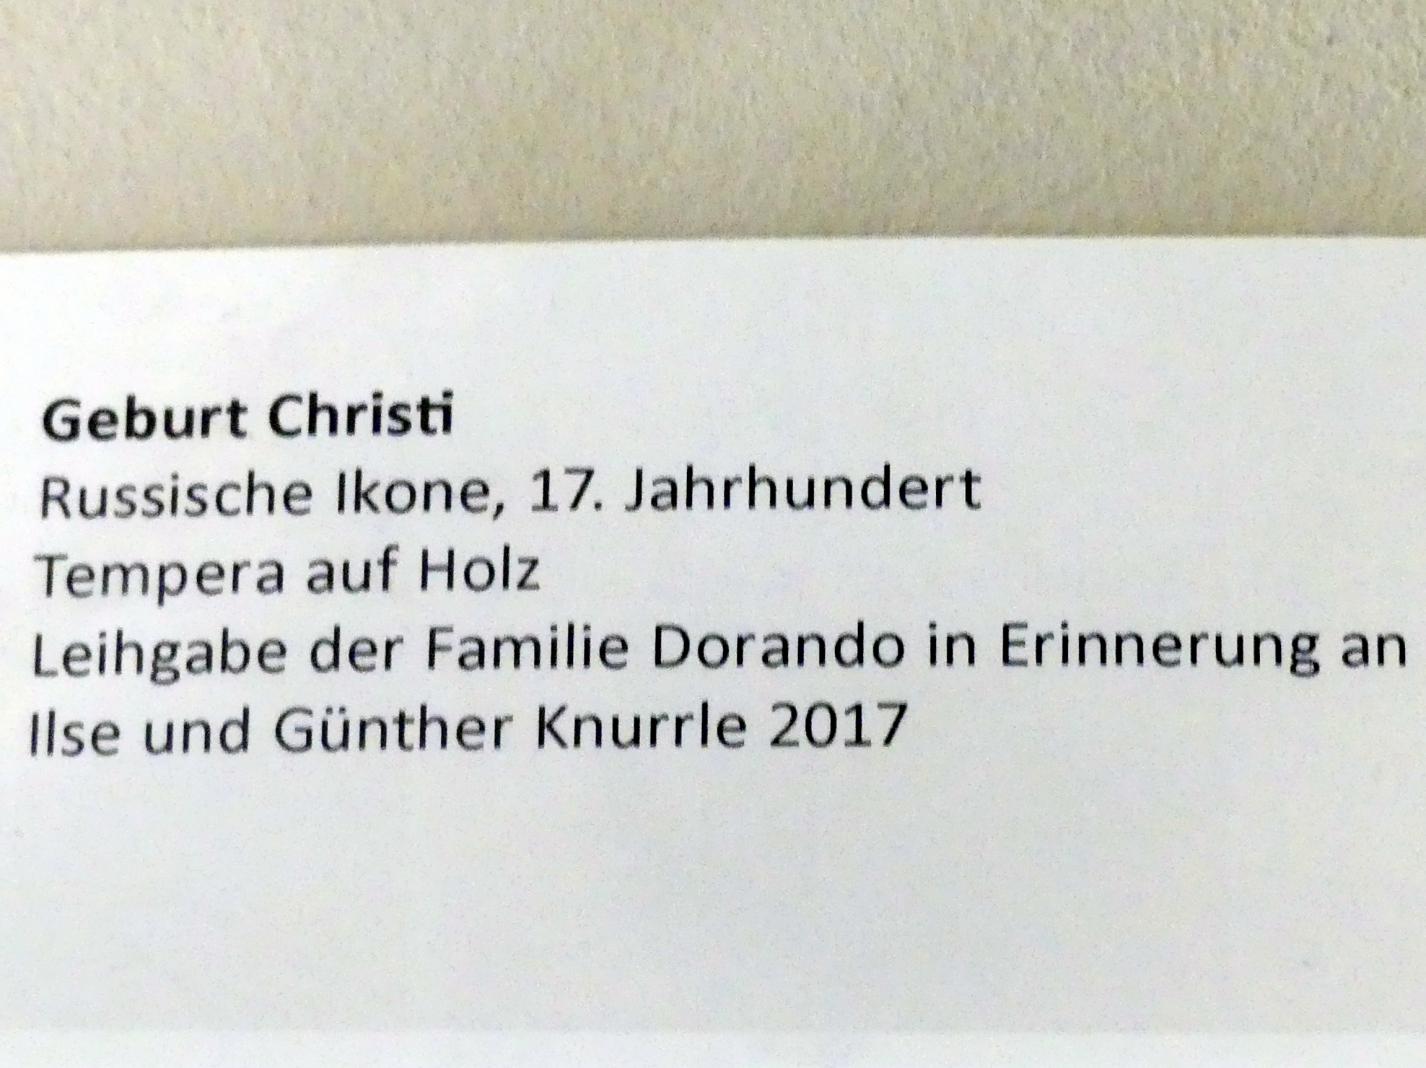 Geburt Christi
Russische Ikone, 17. Jahrhundert
Tempera auf Holz
Leihgabe der Familie Dorando in Erinnerung an
Ilse und Günther Knurrle 2017